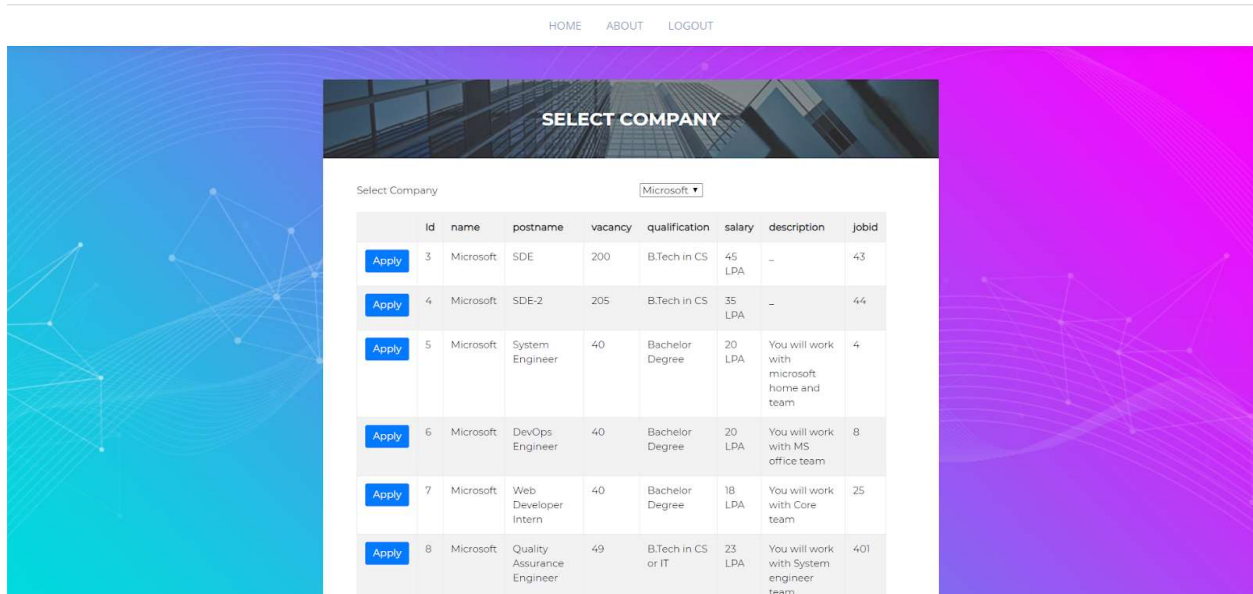 HOME ABOUT LOGOUT
SELECT COMPANY
Select Company Microsoft
Id name postname vacancy qualification salary description jobid
Apply 3 Microsoft SDE 200 B.Tech in CS 45 _ 43
LPA
Apply 4 Microsoft SDE-2 205 B.Tech in CS 35 _ 44
LPA
Apply 5 Microsoft System 40 Bachelor 20 You will work 4
Engineer Degree LPA with
microsoft
home and
team
Apply 6 Microsoft DevOps 40 Bachelor 20 You will work 8
Engineer Degree LPA with MS
office team
Apply 7 Microsoft Web 40 Bachelor 18 You will work 25
Developer Degree LPA with Core
Intern team
Apply 8 Microsoft Quality 49 B.Tech in CS 23 You will work 401
Assurance or IT LPA with System
Engineer engineer
team